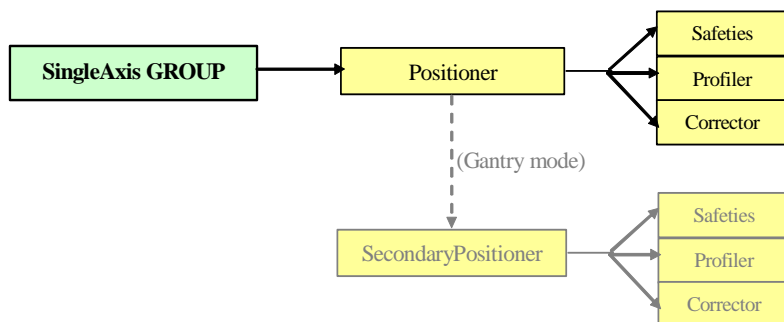 Safeties
SingleAxis GROUP
Positioner
Profiler
Corrector
(Gantry mode)
Safeties
SecondaryPositioner
Profiler
Corrector